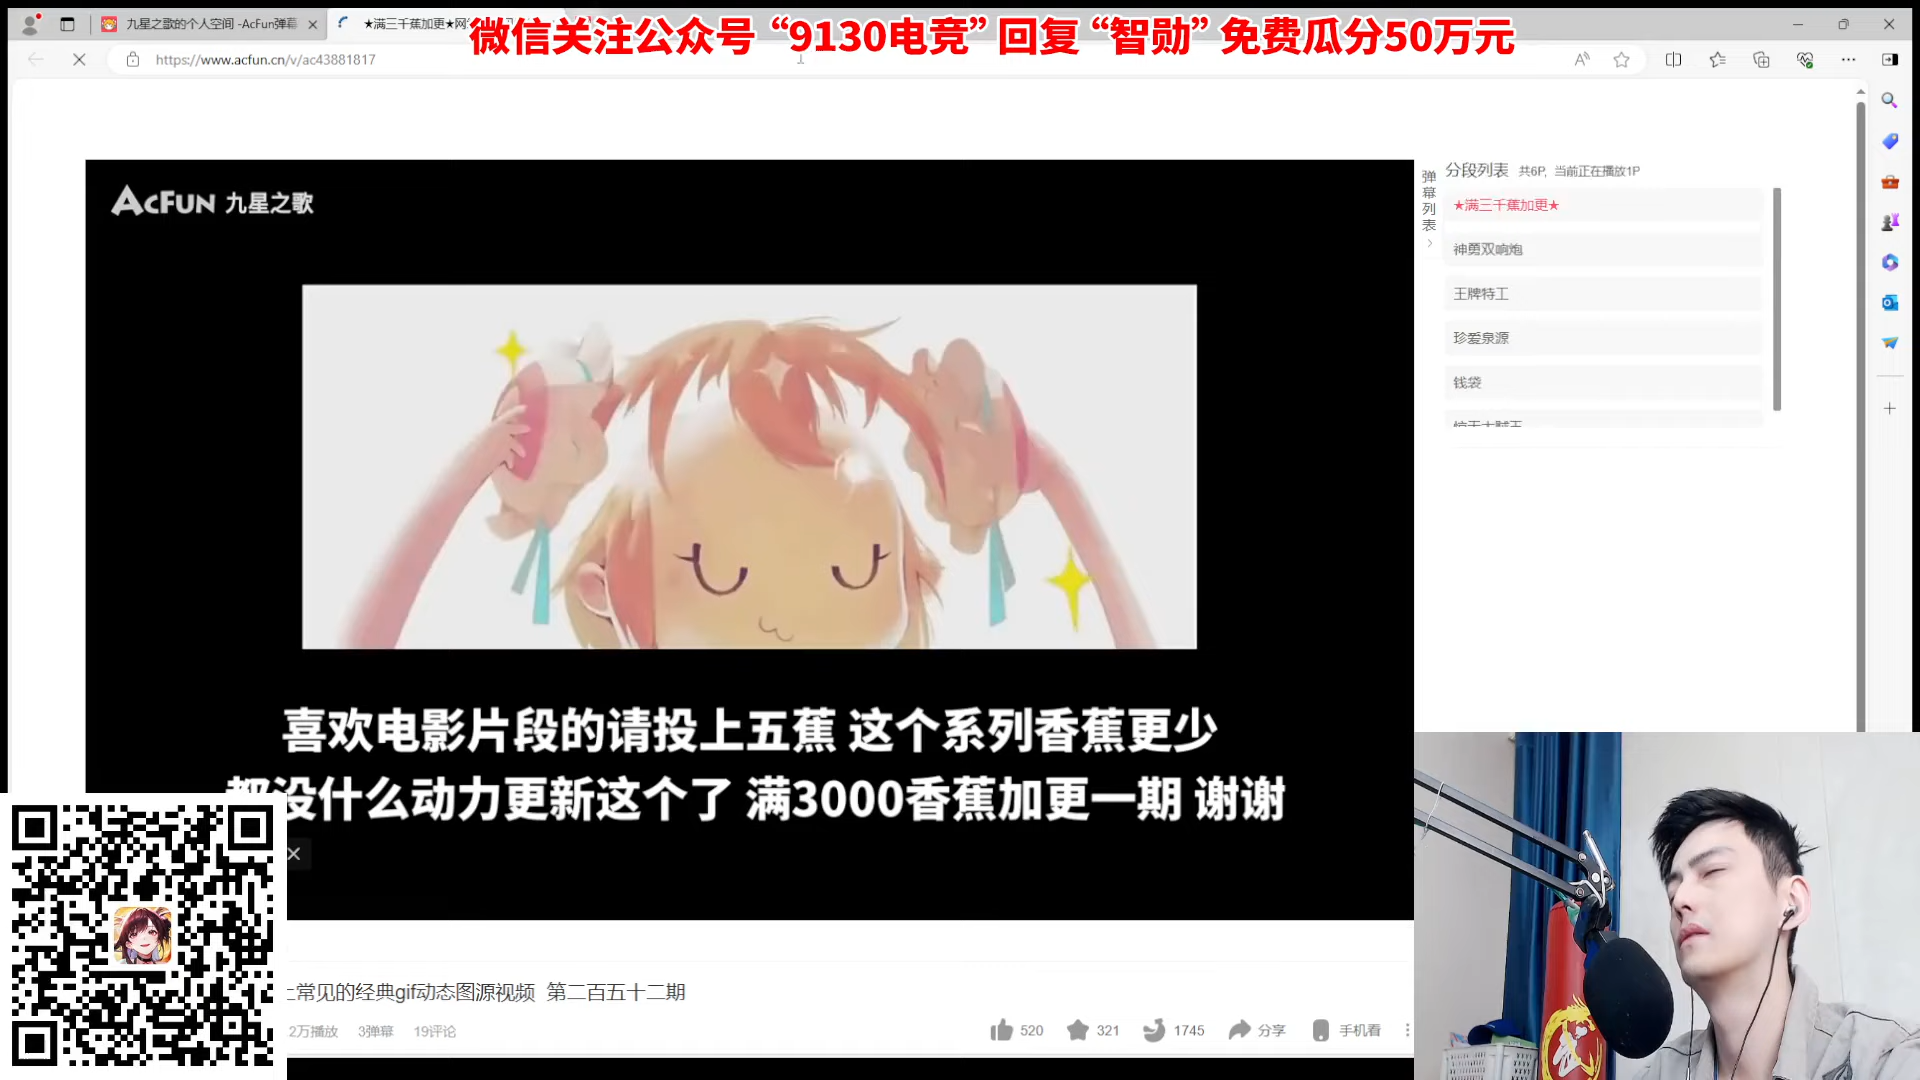 微信关注公众号“9130电竞”回复“智勋”免费瓜分50万元
九星之歌的个人空间 -AcFun弹幕
★满三千蕉加更★网
https://www.acfun.cn/v/ac43881817
AcFun 九星之歌
弹幕列表
分段列表 共6P, 当前正在播放1P
★满三千蕉加更★
神勇双响炮
王牌特工
珍爱泉源
钱袋
喜欢电影片段的请投上五蕉 这个系列香蕉更少
都没什么动力更新这个了 满3000香蕉加更一期 谢谢
上常见的经典gif动态图源视频 第二百五十二期
2万播放 3弹幕 19评论
520 321 1745 分享 手机看